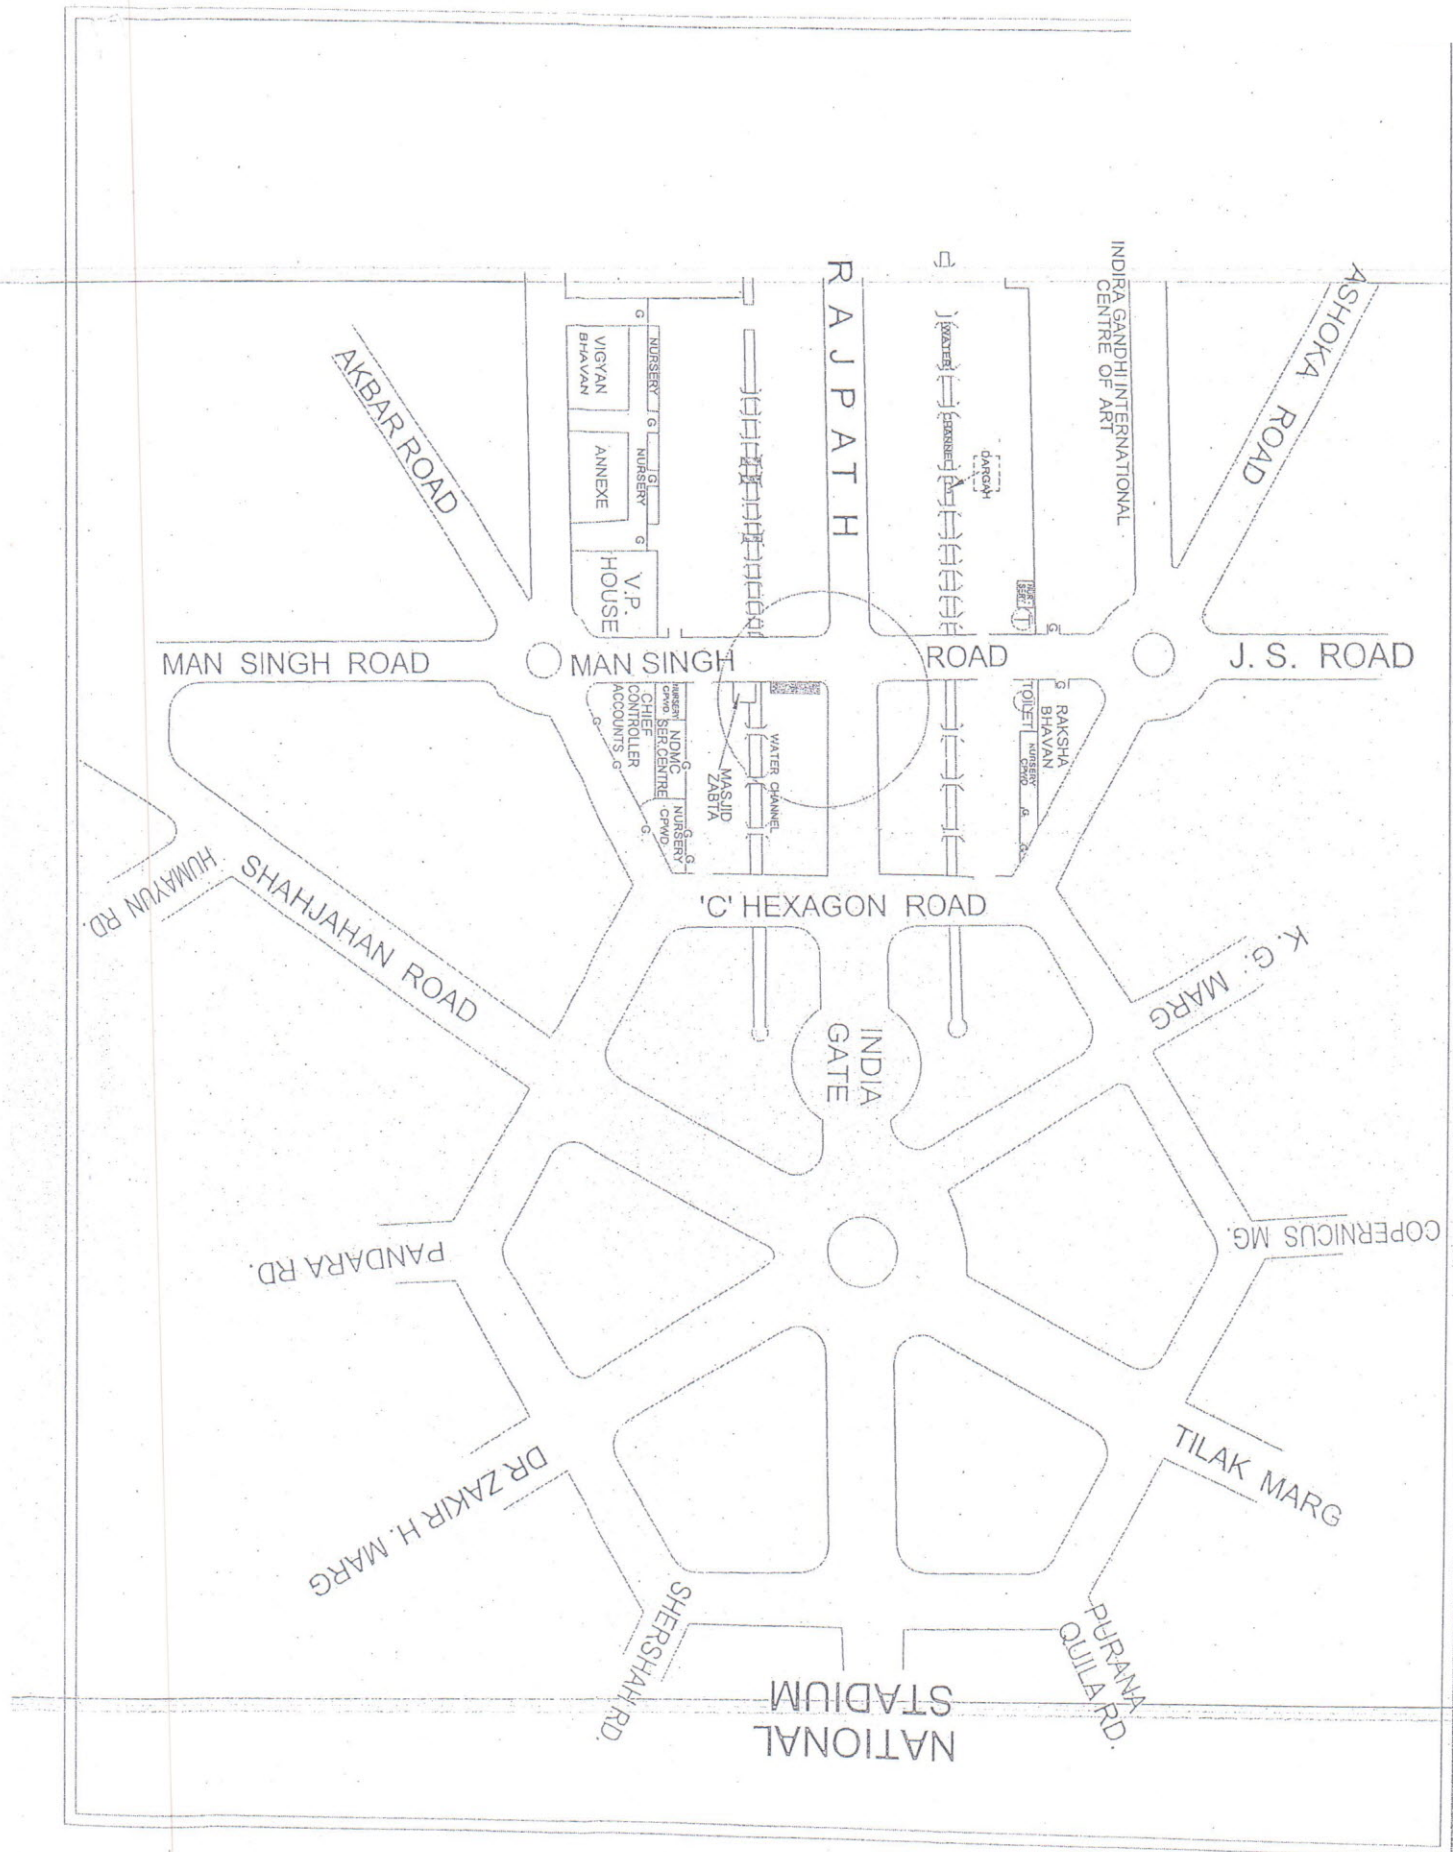 INDIRA GANDHI INTERNATIONAL
CENTRE OF ART
ASHOKA ROAD
RAJPATH
WATER
CHANNEL
DARGAH
G
NURSERY
VIGYAN
BHAVAN
G
G
NURSERY
ANNEXE
G
V.P.
HOUSE
AKBAR ROAD
G
MAN SINGH ROAD
MAN SINGH
ROAD
J. S. ROAD
NURSERY
CPWD
CHIEF
CONTROLLER
ACCOUNTS
G
G
G
NDMC
SER.CENTRE
G
NURSERY
CPWD
G
G
MASJID
ZABTA
WATER CHANNEL
TOILET
G
RAKSHA
BHAVAN
NURSERY
CPWD
G
G
HUMAYUN RD.
SHAHJAHAN ROAD
'C' HEXAGON ROAD
K. G. MARG
INDIA
GATE
PANDARA RD.
COPERNICUS MG.
DR ZAKIR H. MARG
TILAK MARG
SHERSHAH RD.
PURANA
QUILA RD.
NATIONAL
STADIUM